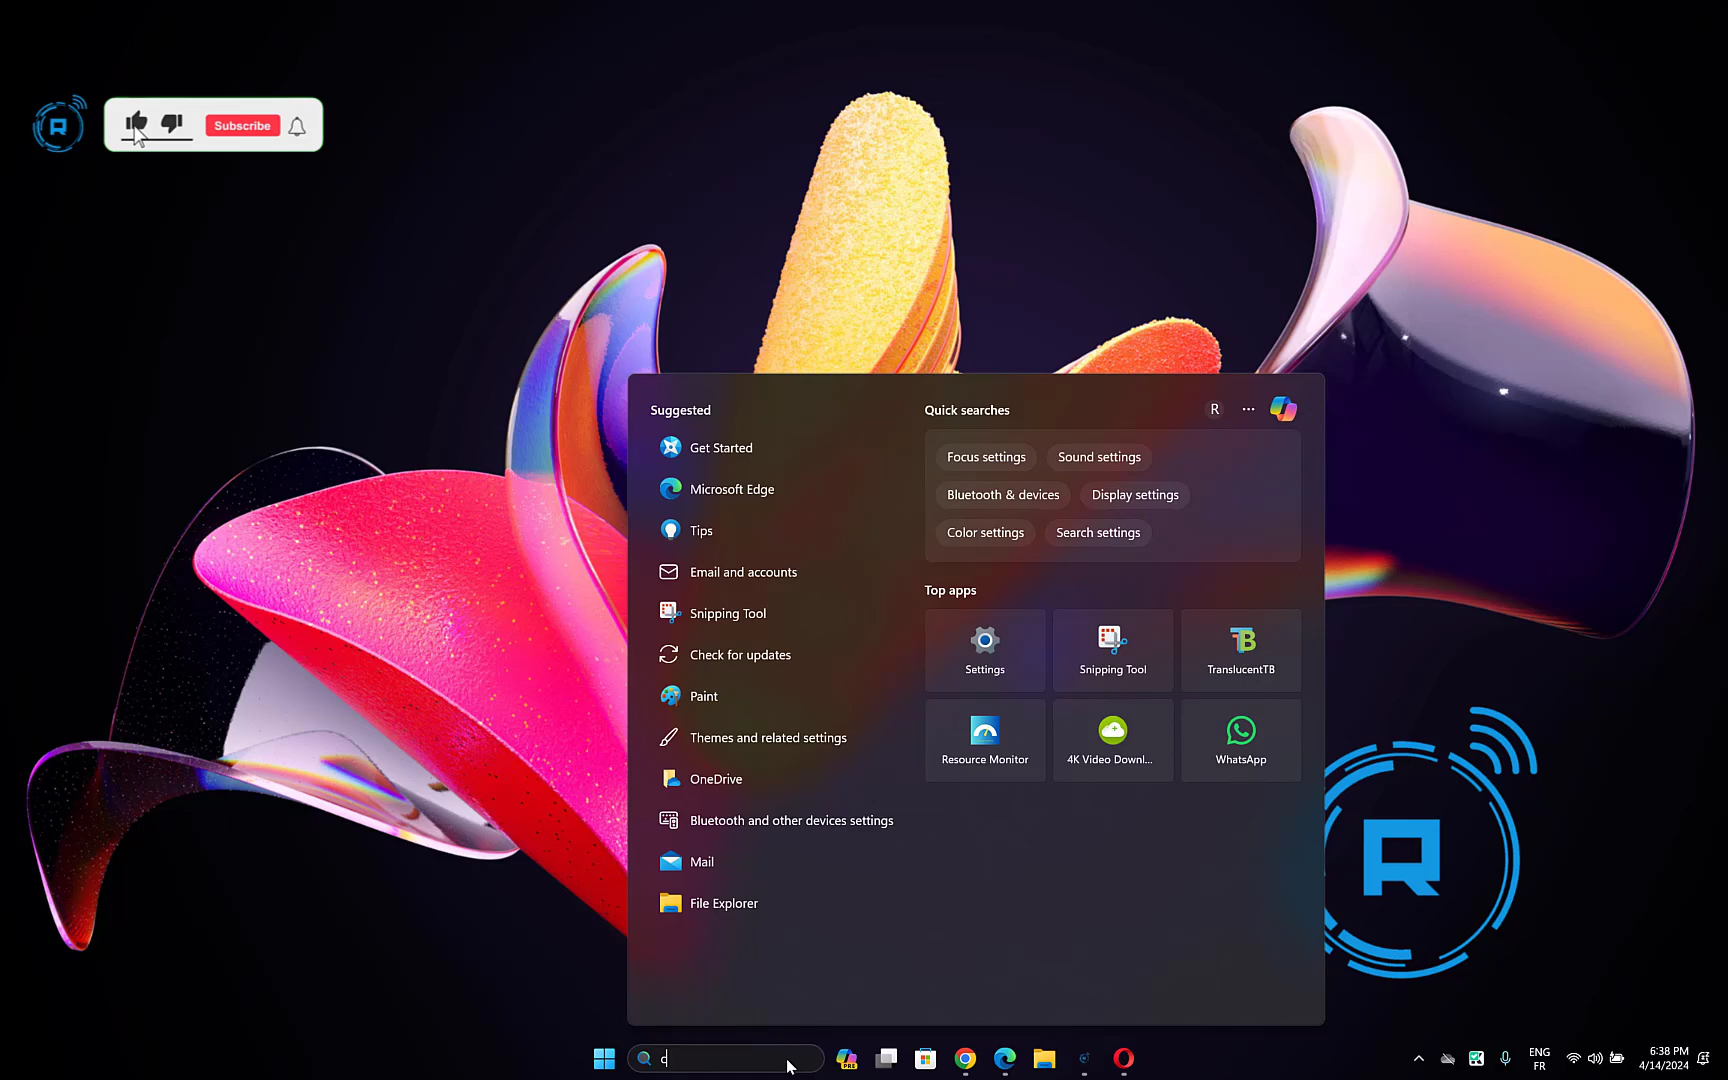 R
Subscribe
Suggested
Get Started
Microsoft Edge
Tips
Email and accounts
Snipping Tool
Check for updates
Paint
Themes and related settings
OneDrive
Bluetooth and other devices settings
Mail
File Explorer
Quick searches
R
Focus settings
Sound settings
Bluetooth & devices
Display settings
Color settings
Search settings
Top apps
Settings
Snipping Tool
TB
TranslucentTB
Resource Monitor
4K Video Downl...
WhatsApp
R
c
PRE
ENG
FR
6:38 PM
4/14/2024